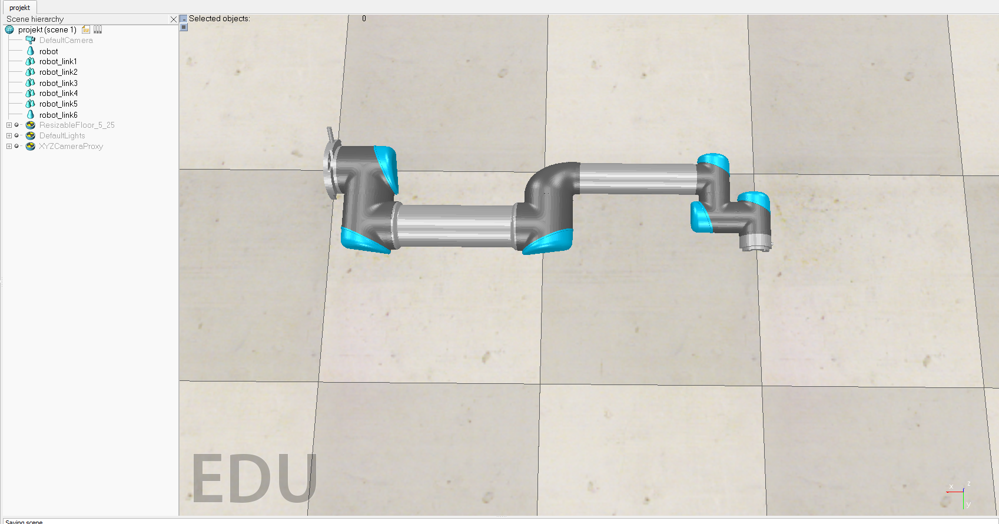 projekt
Scene hierarchy
Selected objects: 0
projekt (scene 1)
DefaultCamera
robot
robot_link1
robot_link2
robot_link3
robot_link4
robot_link5
robot_link6
ResizableFloor_5_25
DefaultLights
XYZCameraProxy
EDU
x
z
y
Saving scene